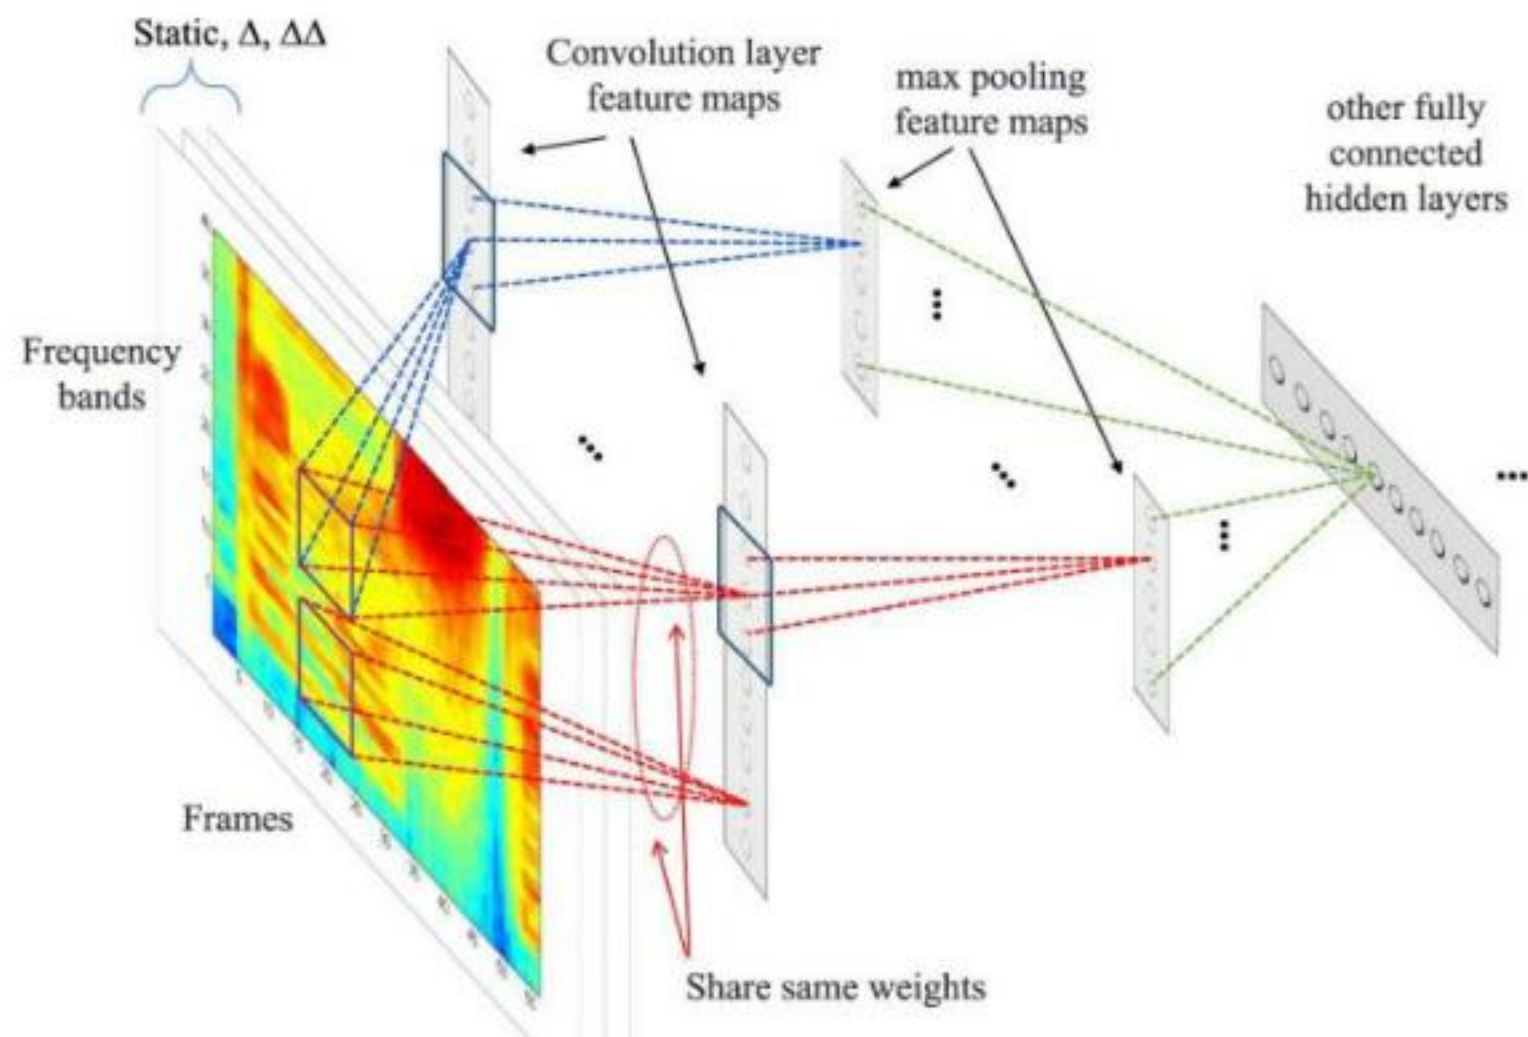 Static, Δ, ΔΔ
Convolution layer
feature maps
max pooling
feature maps
other fully
connected
hidden layers
Frequency
bands
Frames
Share same weights